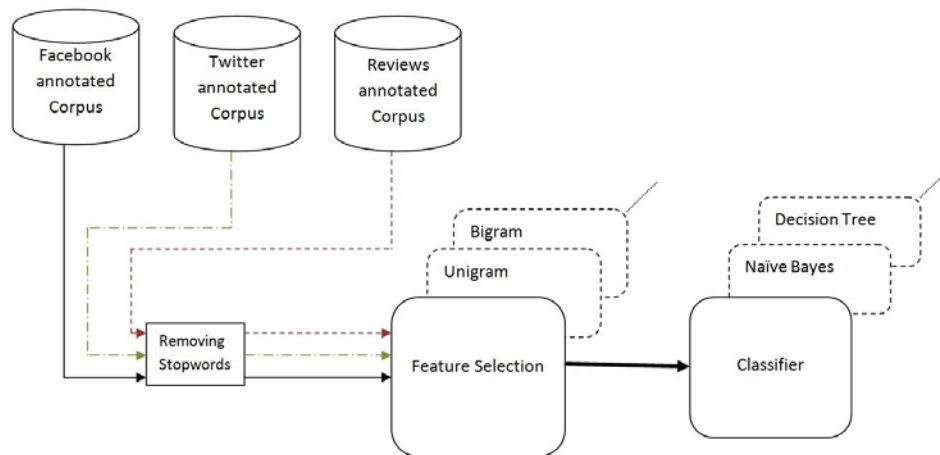 Facebook
annotated
Corpus
Twitter
annotated
Corpus
Reviews
annotated
Corpus
Bigram
Unigram
Decision Tree
Naïve Bayes
Removing
Stopwords
Feature Selection
Classifier